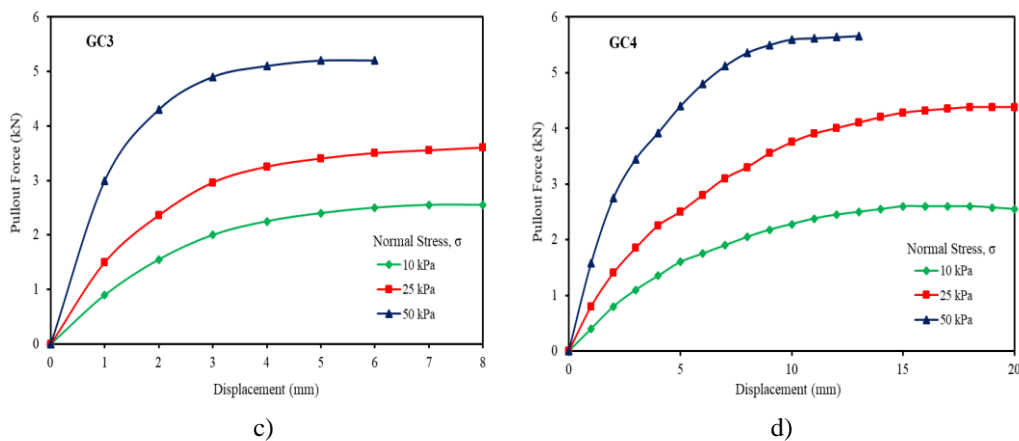 GC3
Pullout Force (kN)
6
5
4
3
2
1
0
Normal Stress, σ
10 kPa
25 kPa
50 kPa
0 1 2 3 4 5 6 7 8
Displacement (mm)
c)
GC4
Pullout Force (kN)
6
5
4
3
2
1
0
Normal Stress, σ
10 kPa
25 kPa
50 kPa
0 5 10 15 20
Displacement (mm)
d)